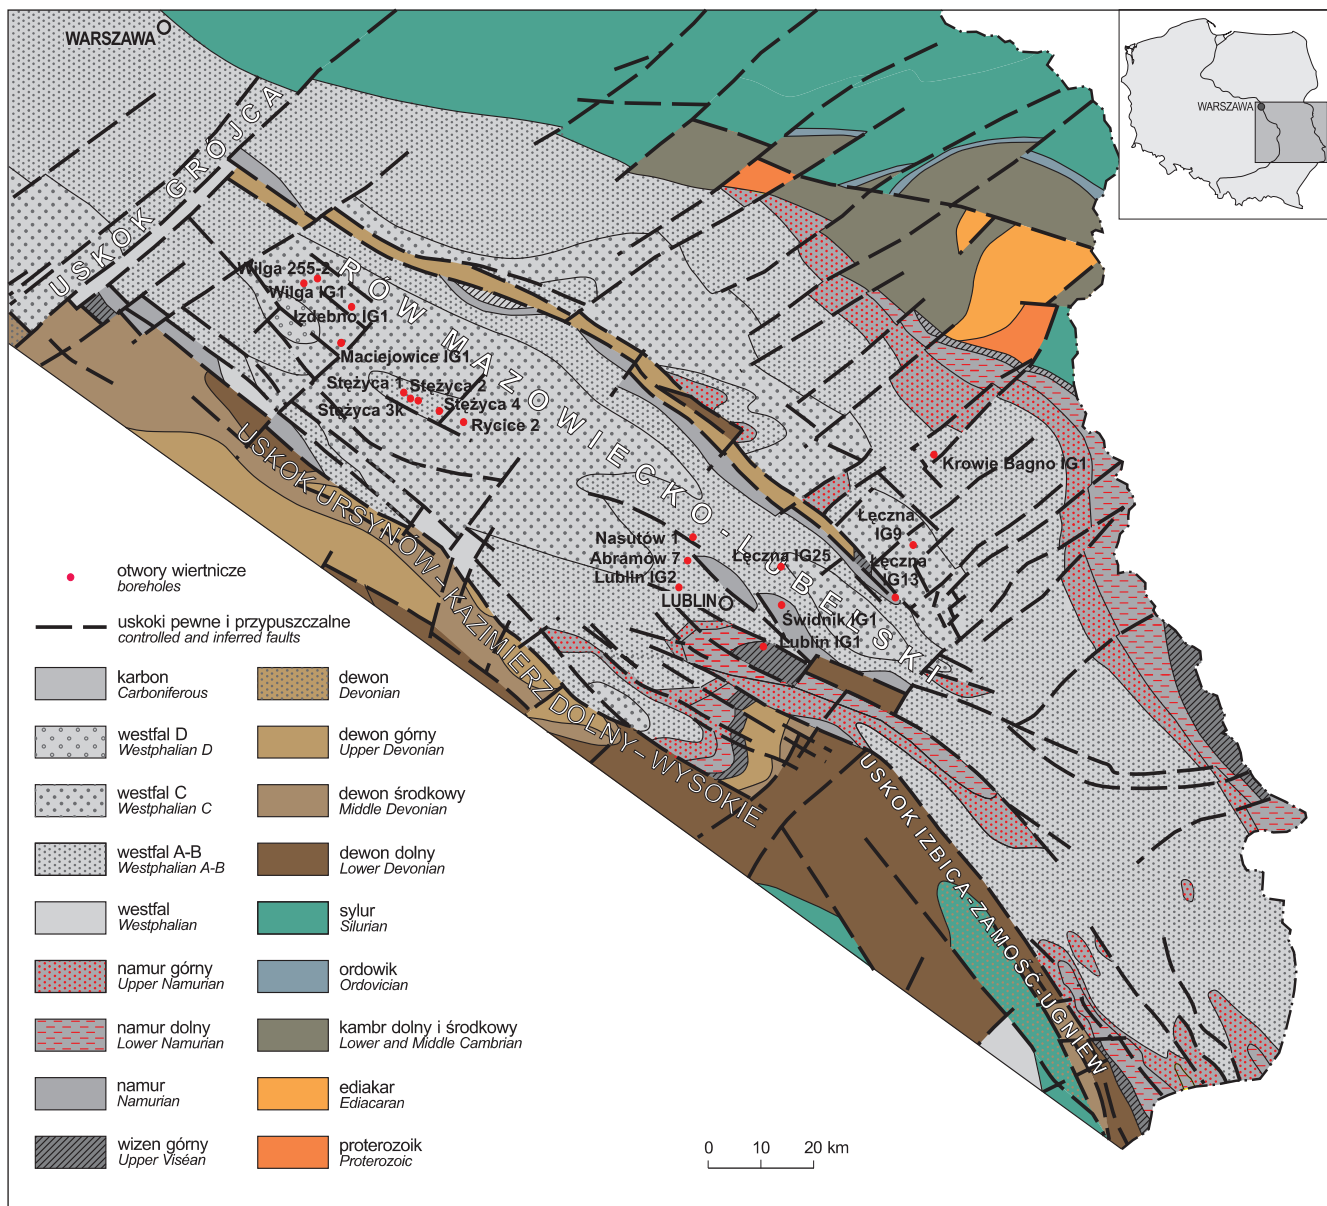 WARSZAWA
WARSZAWA
USKOK GRÓJCA
RÓW MAZOWIECKO-LUBELSKI
Wilga 255-2
Wilga IG1
Izdebno IG1
Maciejowice IG1
Stężyca 1
Stężyca 2
Stężyca 3k
Stężyca 4
Rycice 2
Krowie Bagno IG1
Łęczna
IG9
Łęczna
IG13
Nasutów 1
Abramów 7
Lublin IG2
Łęczna IG25
LUBLIN
Świdnik IG1
Lublin IG1
USKOK URSYNÓW–KAZIMIERZ DOLNY–WYSOKIE
USKOK IZBICA-ZAMOŚĆ-UGNIEW
otwory wiertnicze
boreholes
uskoki pewne i przypuszczalne
controlled and inferred faults
karbon
Carboniferous
westfal D
Westphalian D
westfal C
Westphalian C
westfal A-B
Westphalian A-B
westfal
Westphalian
namur górny
Upper Namurian
namur dolny
Lower Namurian
namur
Namurian
wizen górny
Upper Viséan
dewon
Devonian
dewon górny
Upper Devonian
dewon środkowy
Middle Devonian
dewon dolny
Lower Devonian
sylur
Silurian
ordowik
Ordovician
kambr dolny i środkowy
Lower and Middle Cambrian
ediakar
Ediacaran
proterozoik
Proterozoic
0 10 20 km